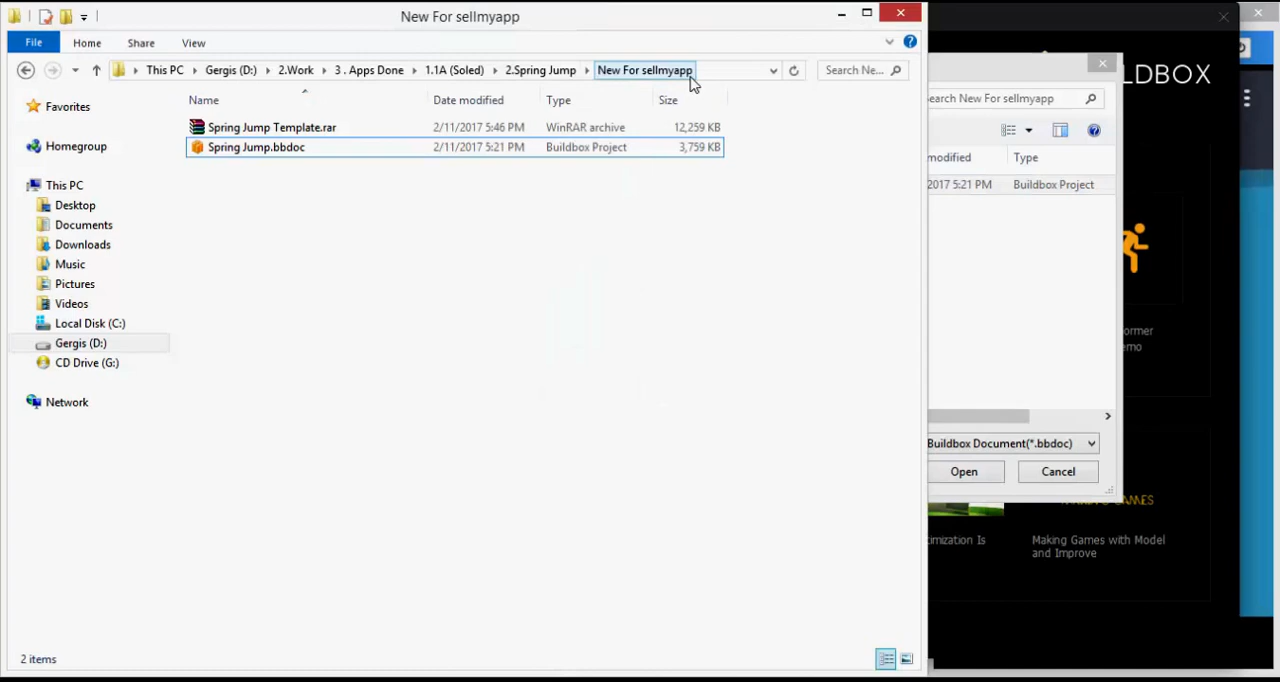 New For sellmyapp
File Home Share View
This PC Gergis (D:) 2.Work 3 . Apps Done 1.1A (Soled) 2.Spring Jump New For sellmyapp Search Ne...
Name Date modified Type Size
Spring Jump Template.rar 2/11/2017 5:46 PM WinRAR archive 12,259 KB
Spring Jump.bbdoc 2/11/2017 5:21 PM Buildbox Project 3,759 KB
Favorites
Homegroup
This PC
Desktop
Documents
Downloads
Music
Pictures
Videos
Local Disk (C:)
Gergis (D:)
CD Drive (G:)
Network
2 items
LDBOX
earch New For sellmyapp
modified Type
2017 5:21 PM Buildbox Project
ormer
emo
Buildbox Document(*.bbdoc)
Open Cancel
GAMES
timization Is
Making Games with Model
and Improve